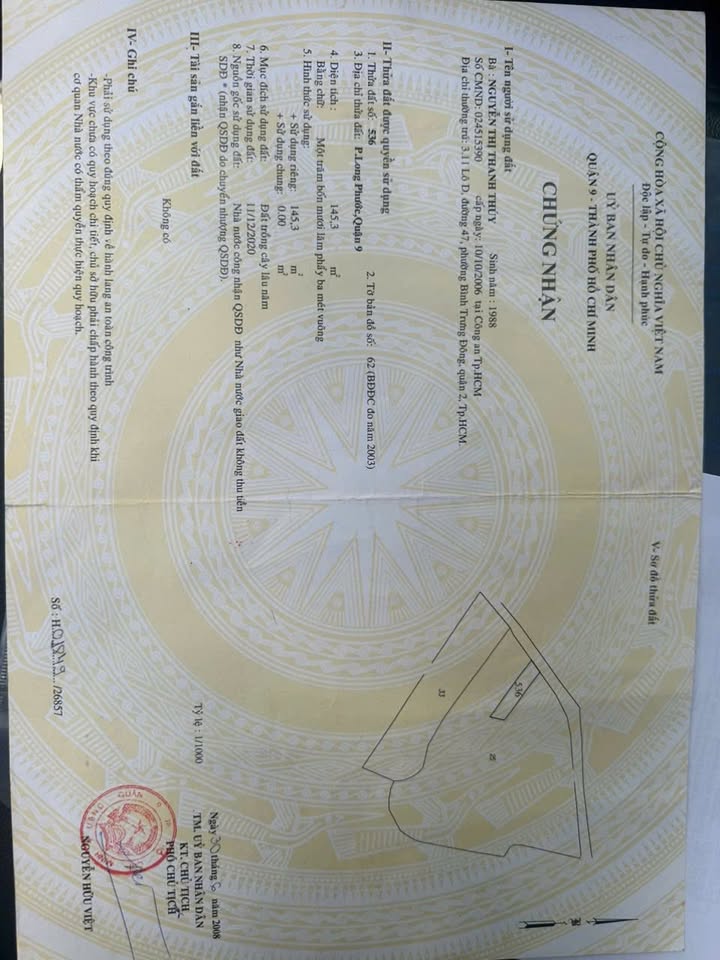 CỘNG HÒA XÃ HỘI CHỦ NGHĨA VIỆT NAM
Độc lập - Tự do - Hạnh phúc
UỶ BAN NHÂN DÂN
QUẬN 9 - THÀNH PHỐ HỒ CHÍ MINH
CHỨNG NHẬN
I- Tên người sử dụng đất
Bà : NGUYỄN THỊ THANH THỦY Sinh năm : 1988
Số CMND: 024515390 cấp ngày: 10/10/2006 tại Công an Tp.HCM
Địa chỉ thường trú: 3.11 Lô D, đường 47, phường Bình Trưng Đông, quận 2, Tp.HCM
II- Thửa đất được quyền sử dụng
1. Thửa đất số: 536 2. Tờ bản đồ số: 62 (BĐĐC đo năm 2003)
3. Địa chỉ thửa đất: P.Long Phước,Quận 9
4. Diện tích : 145,3 m²
Bằng chữ: Một trăm bốn mươi lăm phẩy ba mét vuông
5. Hình thức sử dụng:
+ Sử dụng riêng: 145,3 m²
+ Sử dụng chung: 0.00 m²
6. Mục đích sử dụng đất: Đất trồng cây lâu năm
7. Thời gian sử dụng đất: 11/12/2020
8. Nguồn gốc sử dụng đất: Nhà nước công nhận QSDĐ như Nhà nước giao đất không thu tiền
SDĐ * (nhận QSDĐ do chuyển nhượng QSDĐ).
III- Tài sản gắn liền với đất
Không có
IV- Ghi chú
-Phải sử dụng theo đúng quy định về hành lang an toàn công trình
-Khu vực chưa có quy hoạch chi tiết, chủ sở hữu phải chấp hành theo quy định khi
cơ quan Nhà nước có thẩm quyền thực hiện quy hoạch.
V- Sơ đồ thửa đất
536
33
Tỷ lệ : 1/1000
Ngày 30 tháng 6 năm 2008
TM. UỶ BAN NHÂN DÂN
KT. CHỦ TỊCH
PHÓ CHỦ TỊCH
NGUYỄN HỮU VIỆT
Số : H. /26857